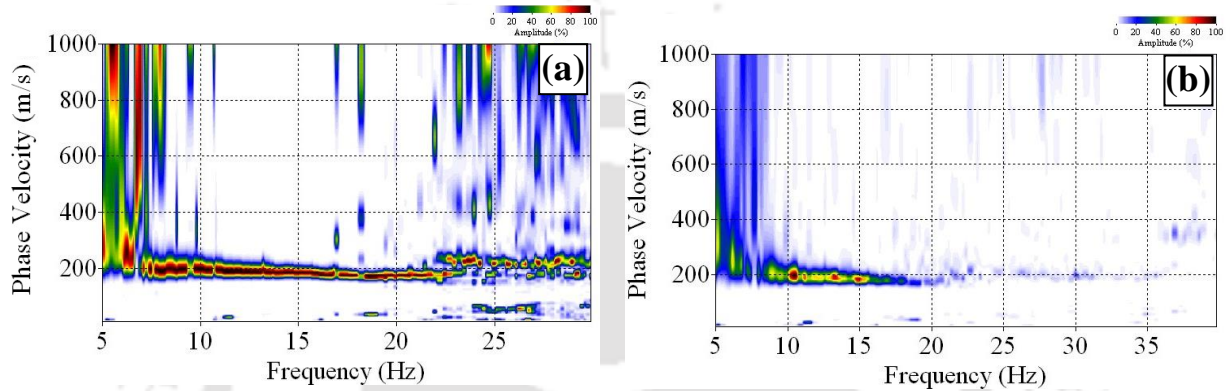 0 20 40 60 80 100
Amplitude (%)
(a)
1000
800
600
400
200
Phase Velocity (m/s)
5 10 15 20 25
Frequency (Hz)
0 20 40 60 80 100
Amplitude (%)
(b)
1000
800
600
400
200
Phase Velocity (m/s)
5 10 15 20 25 30 35
Frequency (Hz)